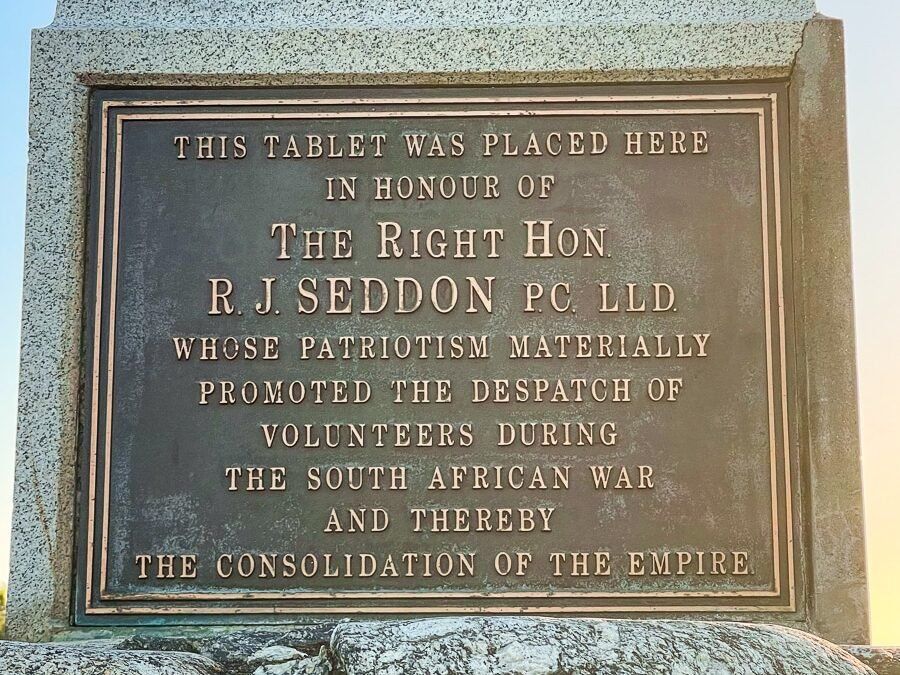 THIS TABLET WAS PLACED HERE
IN HONOUR OF
THE RIGHT HON.
R. J. SEDDON P.C. LLD.
WHOSE PATRIOTISM MATERIALLY
PROMOTED THE DESPATCH OF
VOLUNTEERS DURING
THE SOUTH AFRICAN WAR
AND THEREBY
THE CONSOLIDATION OF THE EMPIRE.